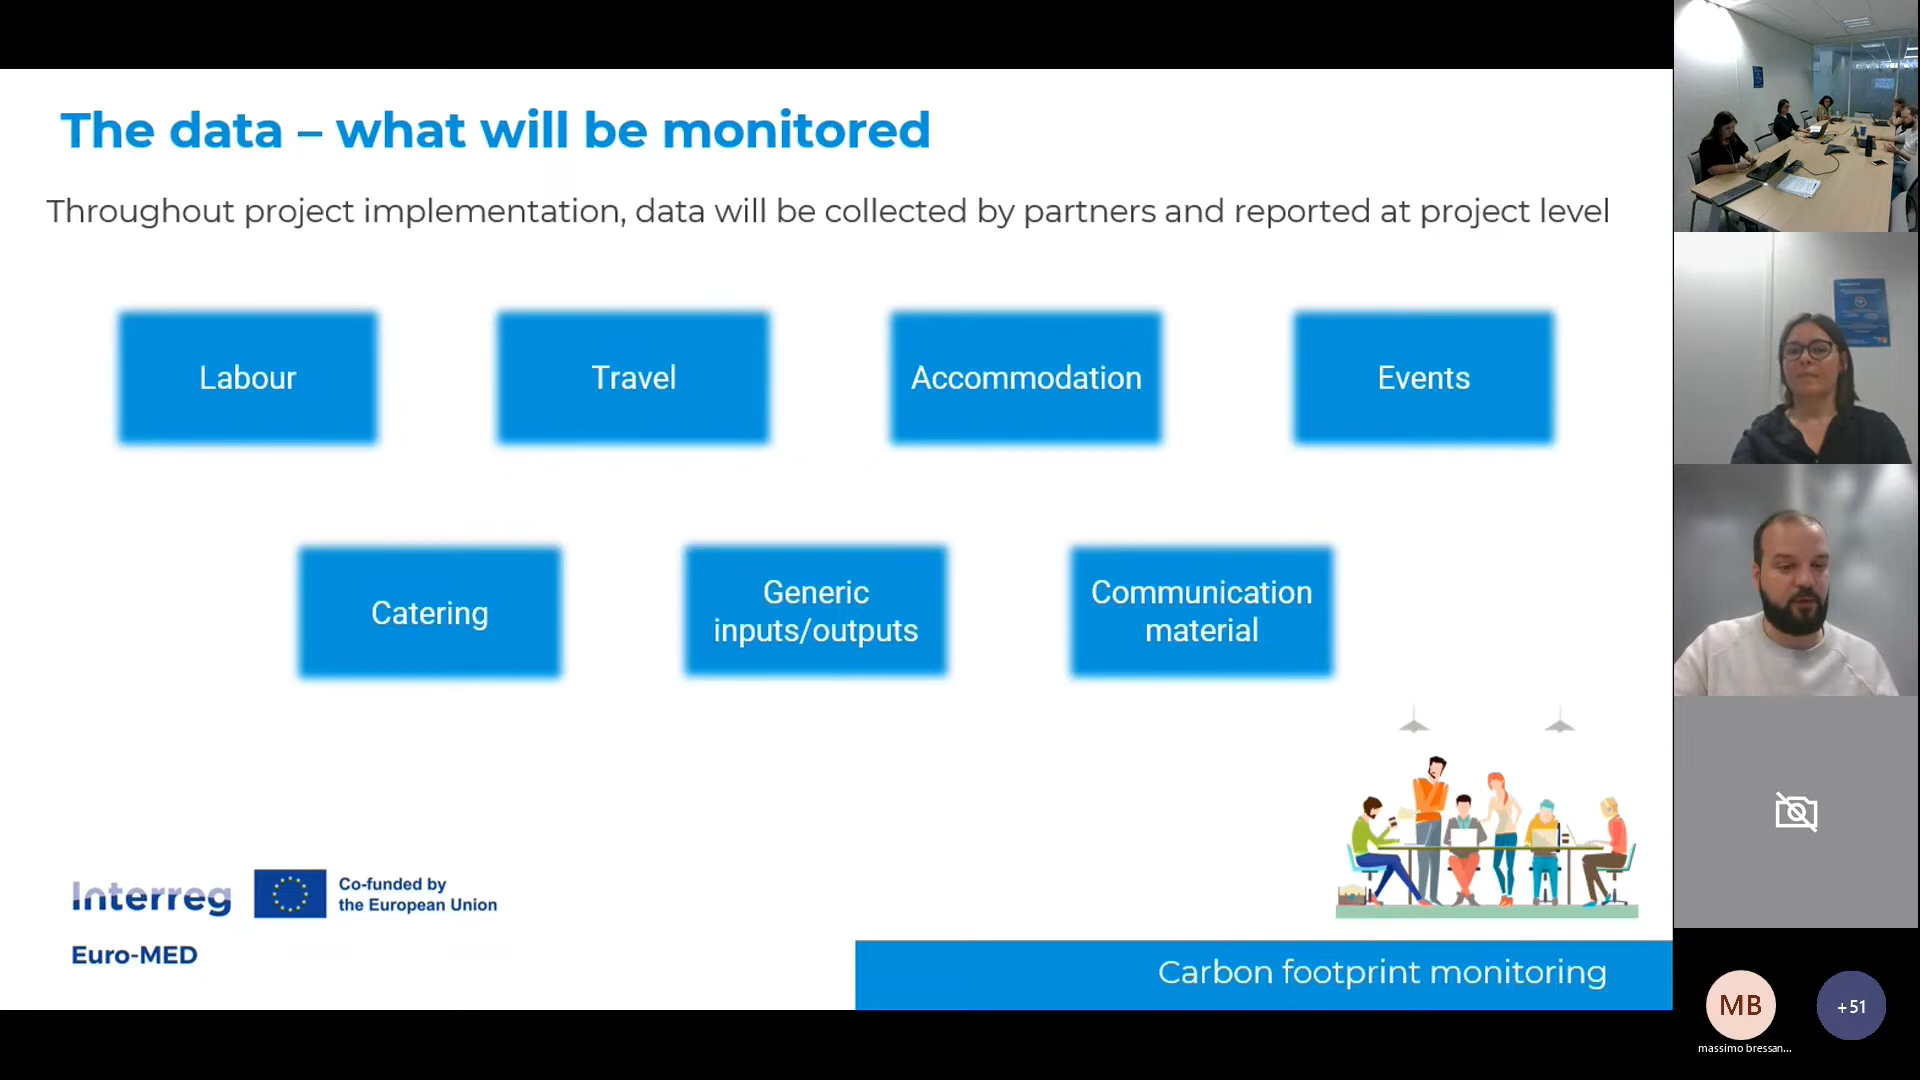 The data – what will be monitored
Throughout project implementation, data will be collected by partners and reported at project level
Labour
Travel
Accommodation
Events
Catering
Generic
inputs/outputs
Communication
material
Interreg
Co-funded by
the European Union
Euro-MED
Carbon footprint monitoring
MB
+51
massimo bressan...